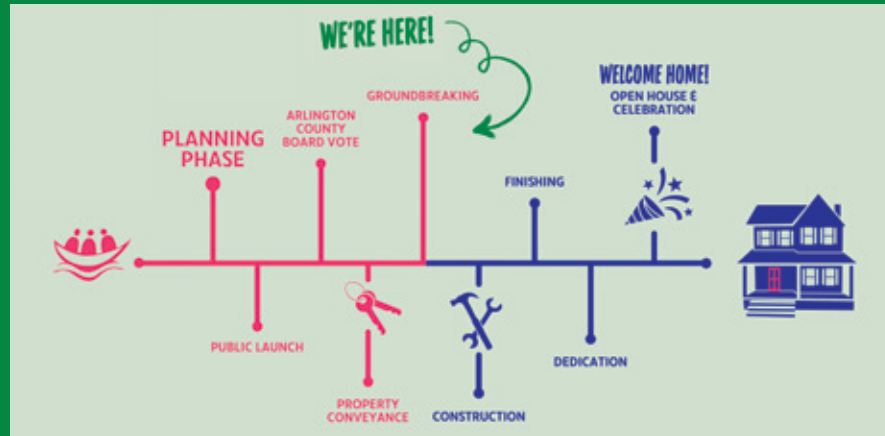 WE'RE HERE!
PLANNING
PHASE
PUBLIC LAUNCH
ARLINGTON
COUNTY
BOARD VOTE
PROPERTY
CONVEYANCE
GROUNDBREAKING
CONSTRUCTION
FINISHING
DEDICATION
WELCOME HOME!
OPEN HOUSE &
CELEBRATION